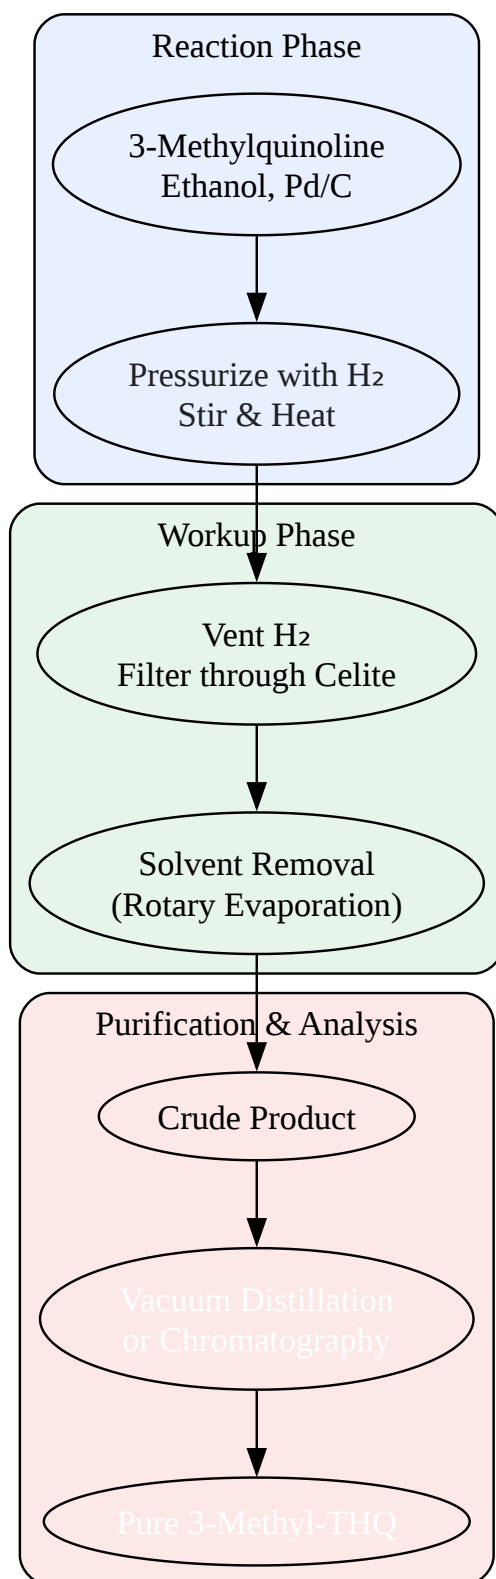 Reaction Phase
3-Methylquinoline
Ethanol, Pd/C
Pressurize with H₂
Stir & Heat
Workup Phase
Vent H₂
Filter through Celite
Solvent Removal
(Rotary Evaporation)
Purification & Analysis
Crude Product
Vacuum Distillation
or Chromatography
Pure 3-Methyl-THQ